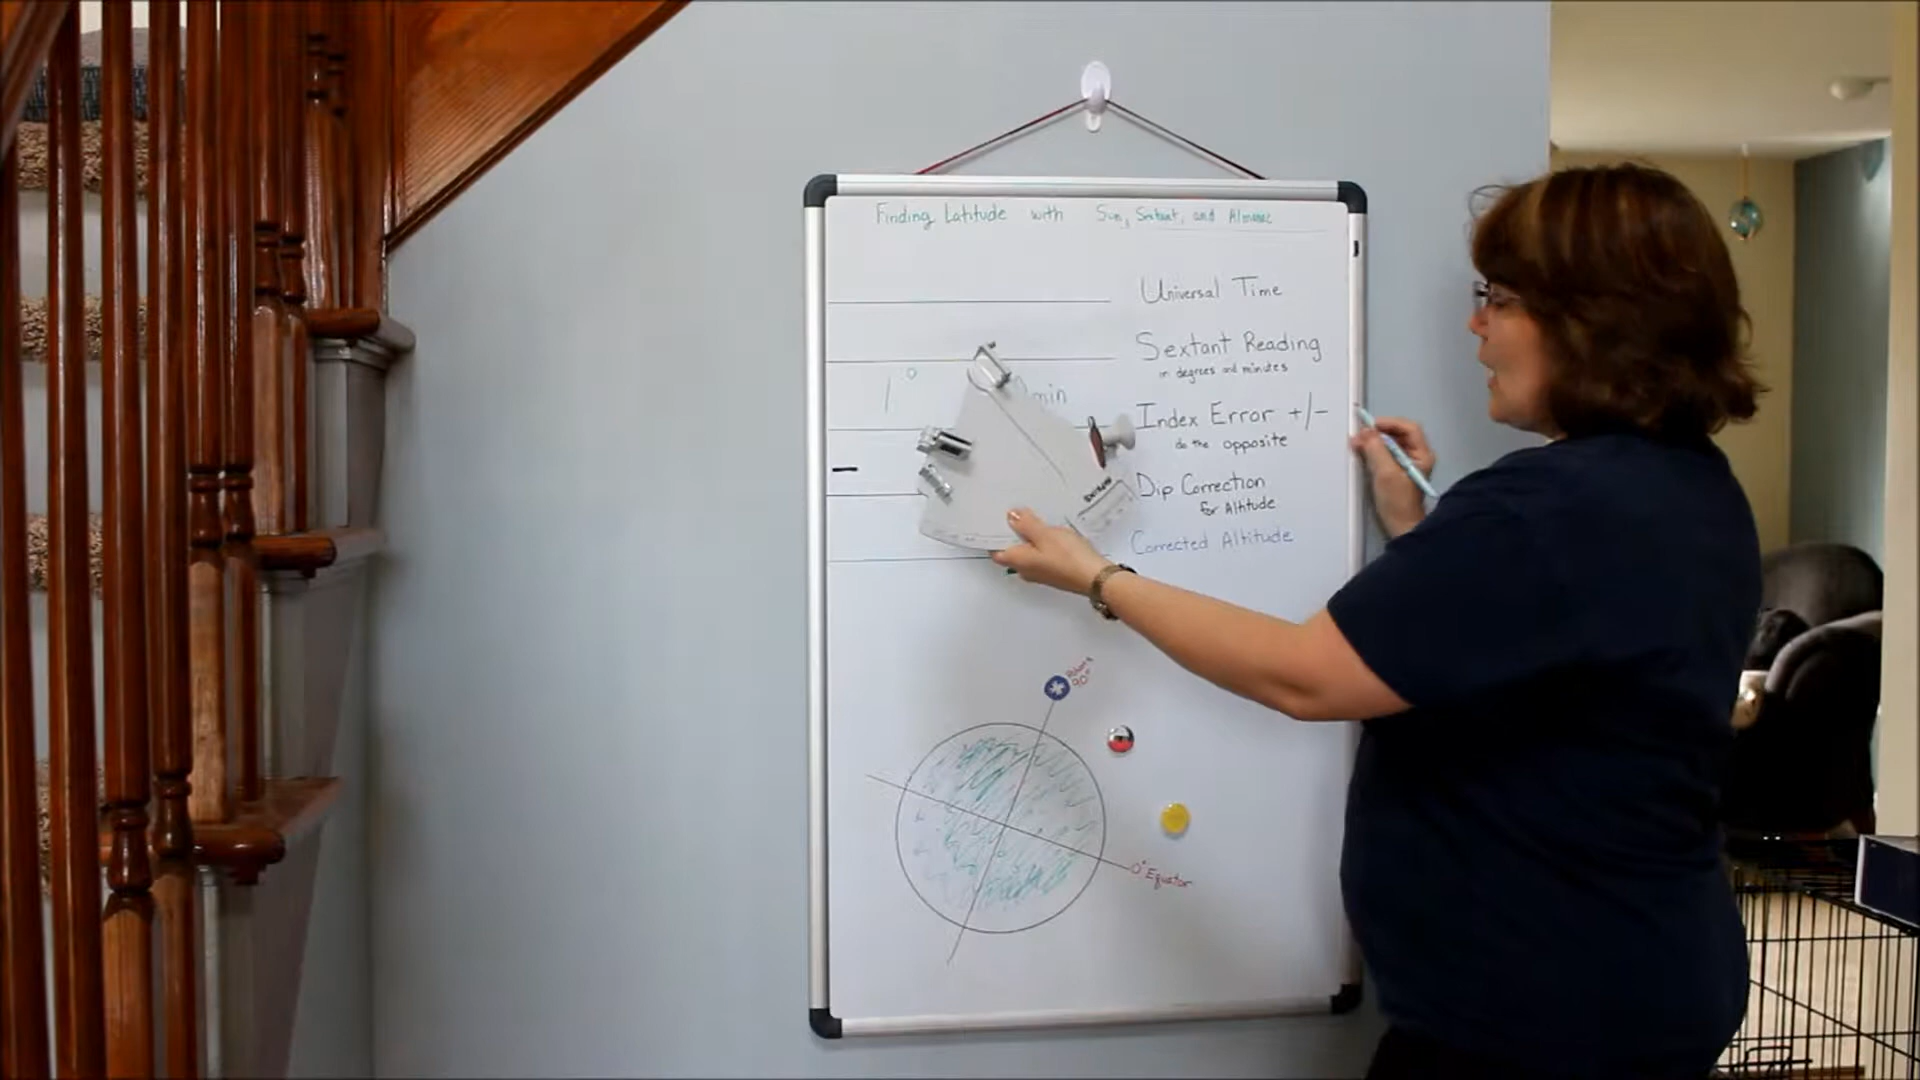 Finding Latitude with Sun, Sextant, and Almanac
Universal Time
Sextant Reading
in degrees and minutes
1° min
Index Error +/-
do the opposite
-
Dip Correction
for Altitude
Corrected Altitude
90°
0° Equator